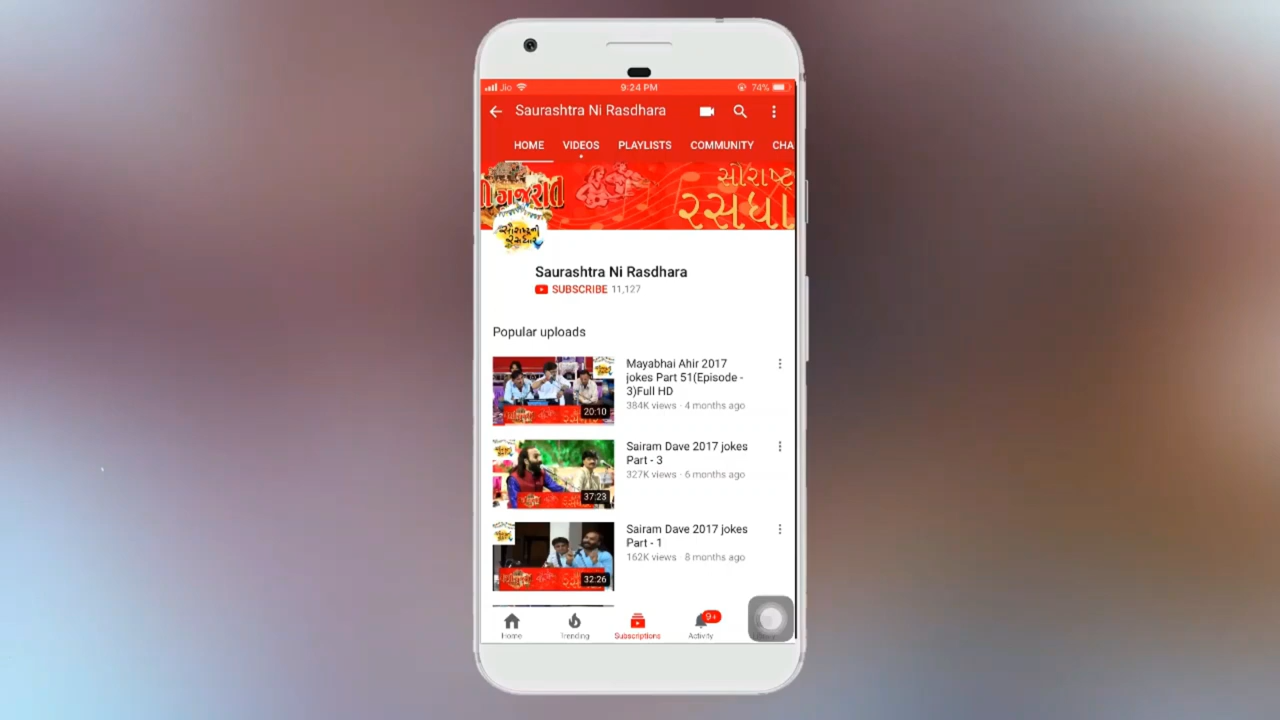 Jio
9:24 PM
74%
Saurashtra Ni Rasdhara
HOME VIDEOS PLAYLISTS COMMUNITY CHA
ગુજરાત
સૌરાષ્ટ્ર
રસધા
Saurashtra Ni Rasdhara
SUBSCRIBE 11,127
Popular uploads
Mayabhai Ahir 2017
jokes Part 51(Episode -
3)Full HD
384K views · 4 months ago
20:10
Sairam Dave 2017 jokes
Part - 3
327K views · 6 months ago
37:23
Sairam Dave 2017 jokes
Part - 1
162K views · 8 months ago
32:26
9+
Home Trending Subscriptions Activity